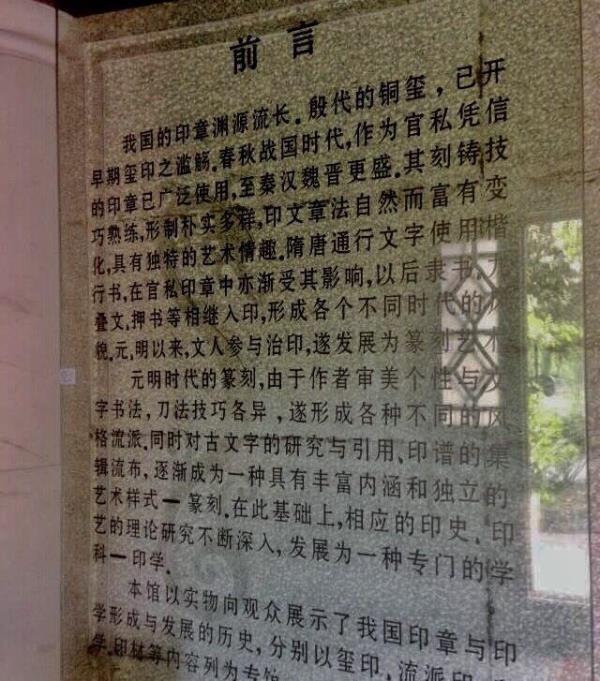 前言
我国的印章渊源流长.殷代的铜玺，已开
早期玺印之滥觞.春秋战国时代,作为官私凭信
的印章已广泛使用,至秦汉魏晋更盛.其刻铸技
巧熟练,形制朴实多样,印文章法自然而富有变
化,具有独特的艺术情趣.隋唐通行文字使用楷
行书,在官私印章中亦渐受其影响,以后隶书,九
叠文,押书等相继入印,形成各个不同时代的风
貌.元,明以来,文人参与治印,遂发展为篆刻艺术
元明时代的篆刻,由于作者审美个性与文
字书法,刀法技巧各异，遂形成各种不同的风
格流派.同时对古文字的研究与引用、印谱的集
辑流布，逐渐成为一种具有丰富内涵和独立的
艺术样式一篆刻.在此基础上,相应的印史、印
艺的理论研究不断深入,发展为一种专门的学
科一印学.
本馆以实物向观众展示了我国印章与印
学形成与发展的历史,分别以玺印,流派印
学.印材等内容列为专馆